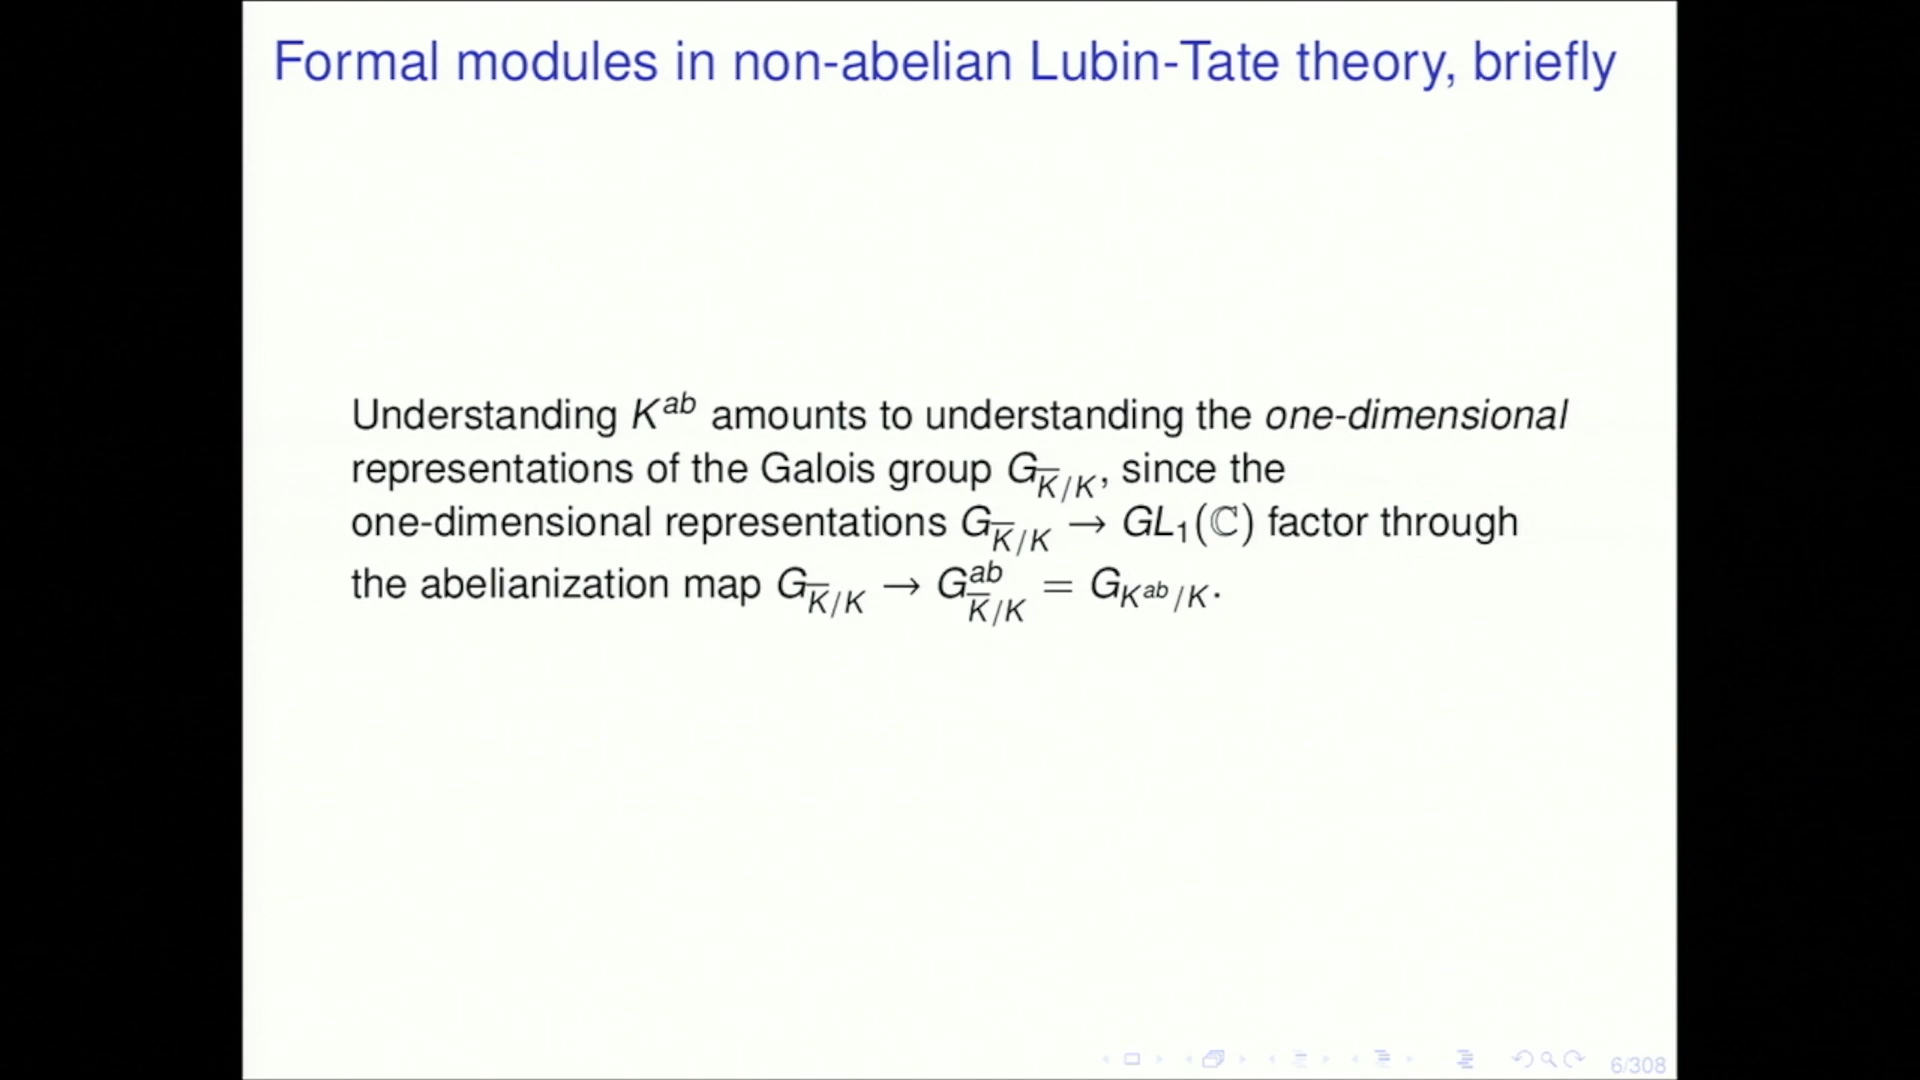 Formal modules in non-abelian Lubin-Tate theory, briefly
Understanding K^{ab} amounts to understanding the one-dimensional
representations of the Galois group G_{\overline{K}/K}, since the
one-dimensional representations G_{\overline{K}/K} → GL_1(ℂ) factor through
the abelianization map G_{\overline{K}/K} → G^{ab}_{\overline{K}/K} = G_{K^{ab}/K}.
6/308